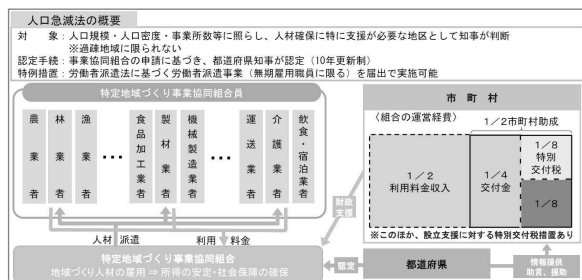 人口急減法の概要
対　　象：人口規模・人口密度・事業所数等に照らし、人材確保に特に支援が必要な地区として知事が判断
※過疎地域に限られない
認定手続：事業協同組合の申請に基づき、都道府県知事が認定（10年更新制）
特例措置：労働者派遣法に基づく労働者派遣事業（無期雇用職員に限る）を届出で実施可能
特定地域づくり事業協同組合員
農業者
林業者
漁業者
…
食品加工業者
製材業者
機械製造業者
…
運送業者
介護業者
飲食・宿泊業者
人材派遣
利用料金
特定地域づくり事業協同組合
地域づくり人材の雇用⇒所得の安定・社会保障の確保
市町村
〈組合の運営経費〉
1／2市町村助成
1／2
利用料金収入
1／4
交付金
1／8
特別
交付税
1／8
※このほか、設立支援に対する特別交付税措置あり
財政
支援
認定
都道府県
情報提供
助言、援助